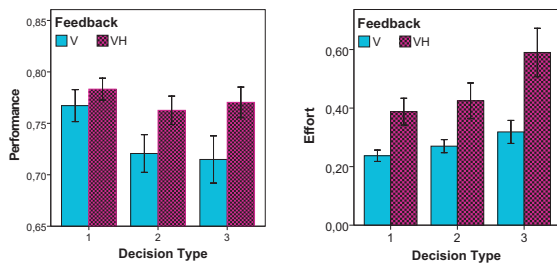 Feedback
V VH
0,85
0,80
0,75
0,70
0,65
Performance
1 2 3
Decision Type
Feedback
V VH
0,60
0,40
0,20
0,00
Effort
1 2 3
Decision Type